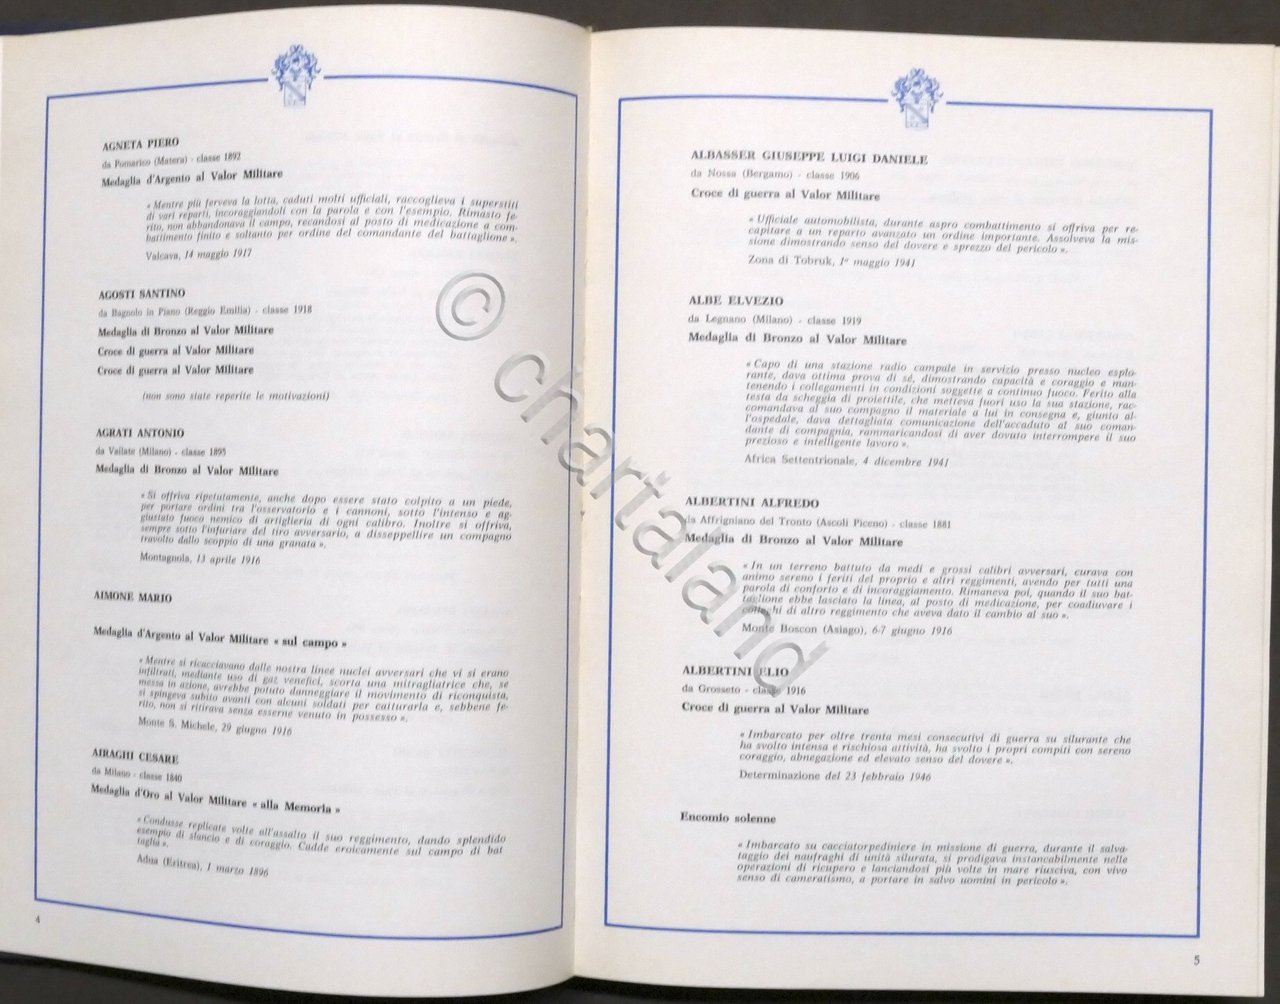 AGNETA PIERO
da Pomarico (Matera) - classe 1892
Medaglia d'Argento al Valor Militare
« Mentre più ferveva la lotta, caduti molti ufficiali, raccoglieva i superstiti
di vari reparti, incoraggiandoli con la parola e con l'esempio. Rimasto fe-
rito, non abbandonava il campo, recandosi al posto di medicazione a com-
battimento finito e soltanto per ordine del comandante del battaglione ».
Valcava, 14 maggio 1917
AGOSTI SANTINO
da Bagnolo in Piano (Reggio Emilia) - classe 1918
Medaglia di Bronzo al Valor Militare
Croce di guerra al Valor Militare
Croce di guerra al Valor Militare
(non sono state reperite le motivazioni)
AGRATI ANTONIO
da Vailate (Milano) - classe 1895
Medaglia di Bronzo al Valor Militare
« Si offriva ripetutamente, anche dopo essere stato colpito a un piede,
per portare ordini tra l'osservatorio e i cannoni, sotto l'intenso e ag-
giustato fuoco nemico di artiglieria di ogni calibro. Inoltre si offriva,
sempre sotto l'infuriare del tiro avversario, a disseppellire un compagno
travolto dallo scoppio di una granata ».
Montagnola, 13 aprile 1916
AIMONE MARIO
Medaglia d'Argento al Valor Militare « sul campo »
« Mentre si ricacciavano dalle nostra linee nuclei avversari che vi si erano
infiltrati, mediante uso di gaz venefici, scorta una mitragliatrice che, se
messa in azione, avrebbe potuto danneggiare il movimento di riconquista,
si spingeva subito avanti con alcuni soldati per catturarla e, sebbene fe-
rito, non si ritirava senza esserne venuto in possesso ».
Monte S. Michele, 29 giugno 1916
AIRAGHI CESARE
da Milano - classe 1840
Medaglia d'Oro al Valor Militare « alla Memoria »
« Condusse replicate volte all'assalto il suo reggimento, dando splendido
esempio di slancio e di coraggio. Cadde eroicamente sul campo di bat
taglia ».
Adua (Eritrea), 1 marzo 1896
4
ALBASSER GIUSEPPE LUIGI DANIELE
da Nossa (Bergamo) - classe 1906
Croce di guerra al Valor Militare
« Ufficiale automobilista, durante aspro combattimento si offriva per re-
capitare a un reparto avanzato un ordine importante. Assolveva la mis-
sione dimostrando senso del dovere e sprezzo del pericolo ».
Zona di Tobruk, 1° maggio 1941
ALBE ELVEZIO
da Legnano (Milano) - classe 1919
Medaglia di Bronzo al Valor Militare
« Capo di una stazione radio campale in servizio presso nucleo esplo-
rante, dava ottima prova di sé, dimostrando capacità e coraggio e man-
tenendo i collegamenti in condizioni soggette a continuo fuoco. Ferito alla
testa da scheggia di proiettile, che metteva fuori uso la sua stazione, rac-
comandava al suo compagno il materiale a lui in consegna e, giunto al-
l'ospedale, dava dettagliata comunicazione dell'accaduto al suo coman-
dante di compagnia, rammaricandosi di aver dovuto interrompere il suo
prezioso e intelligente lavoro ».
Africa Settentrionale, 4 dicembre 1941
ALBERTINI ALFREDO
da Affrigniano del Tronto (Ascoli Piceno) - classe 1881
Medaglia di Bronzo al Valor Militare
« In un terreno battuto da medi e grossi calibri avversari, curava con
animo sereno i feriti del proprio e altri reggimenti, avendo per tutti una
parola di conforto e di incoraggiamento. Rimaneva poi, quando il suo bat-
taglione ebbe lasciato la linea, al posto di medicazione, per coadiuvare i
colleghi di altro reggimento che aveva dato il cambio al suo ».
Monte Boscon (Asiago), 6-7 giugno 1916
ALBERTINI ELIO
da Grosseto - classe 1916
Croce di guerra al Valor Militare
« Imbarcato per oltre trenta mesi consecutivi di guerra su silurante che
ha svolto intensa e rischiosa attività, ha svolto i propri compiti con sereno
coraggio, abnegazione ed elevato senso del dovere ».
Determinazione del 23 febbraio 1946
Encomio solenne
« Imbarcato su cacciatorpediniere in missione di guerra, durante il salva-
taggio dei naufraghi di unità silurata, si prodigava instancabilmente nelle
operazioni di ricupero e lanciandosi più volte in mare riusciva, con vivo
senso di cameratismo, a portare in salvo uomini in pericolo ».
5
© chartaland